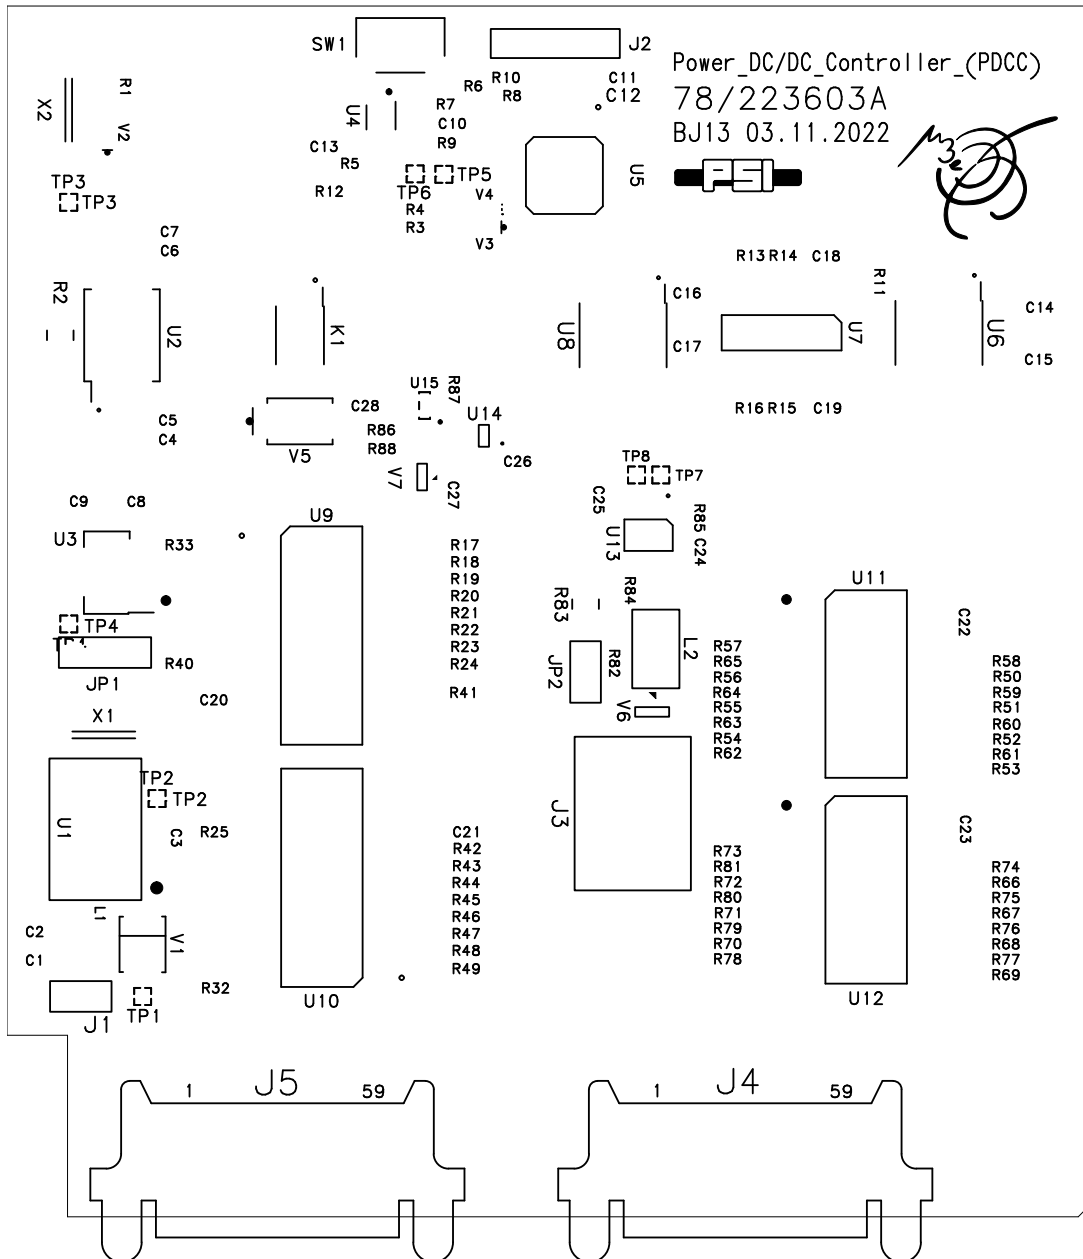 SW1
J2
Power_DC/DC_Controller_(PDCC)
78/223603A
BJ13 03.11.2022
R10
C11
R6
R8
C12
R1
X2
R7
U4
C10
V2
R9
C13
R5
TP6
TP5
U5
TP3
TP3
R12
V4
R4
R3
V3
C7
C6
R13
R14
C18
R11
R2
U2
K1
U8
C16
C17
U7
U6
C14
C15
U15
R87
C28
U14
R16
R15
C19
C5
C4
R86
R88
V5
V7
C26
C27
TP8
TP7
C9
C8
U9
C25
R85
U3
R33
U13
C24
R17
R18
R19
R20
R21
R22
R23
R24
R41
U11
R83
R84
TP4
C22
R40
JP1
JP2
R82
L2
C20
V6
X1
R57
R65
R56
R64
R55
R63
R54
R62
R58
R50
R59
R51
R60
R52
R61
R53
TP2
TP2
U1
C3
R25
J3
C23
C21
R42
R43
R44
R45
R46
R47
R48
R49
R73
R81
R72
R80
R71
R79
R70
R78
R74
R66
R75
R67
R76
R68
R77
R69
L1
C2
V1
C1
R32
U10
U12
J1
TP1
1
J5
59
1
J4
59